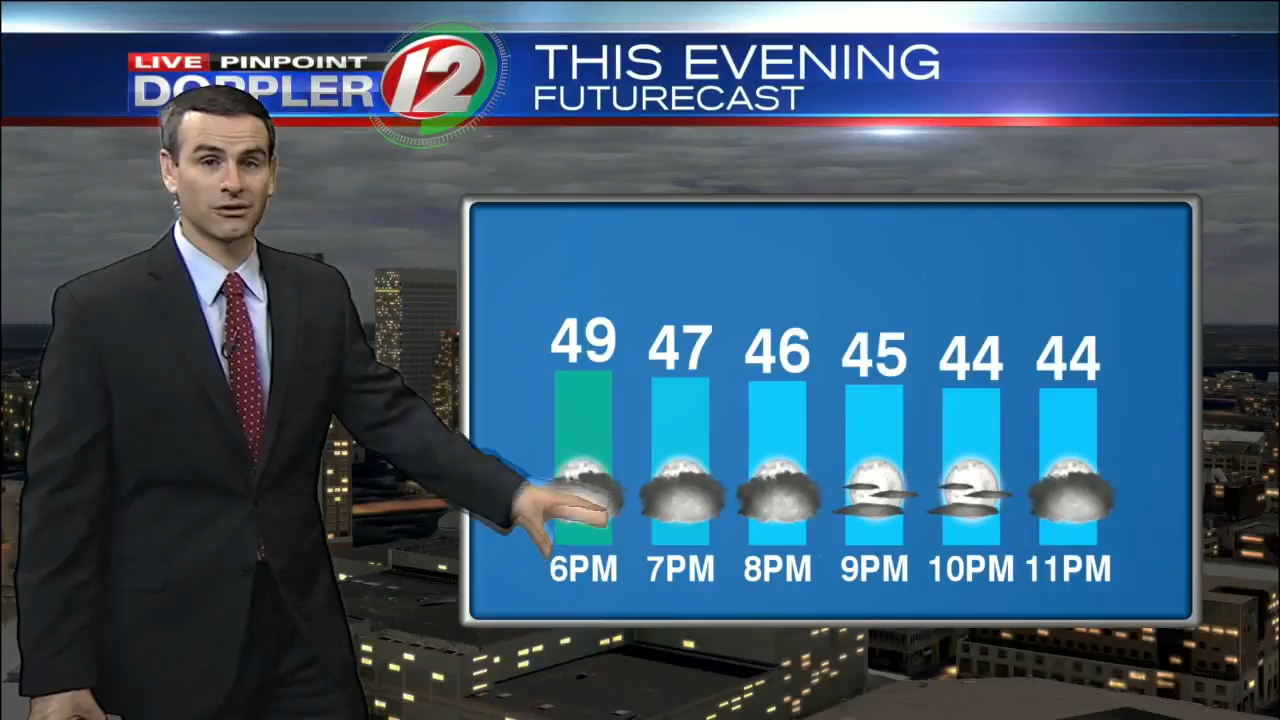 LIVE PINPOINT
DOPPLER 12
THIS EVENING
FUTURECAST
49 47 46 45 44 44
6PM 7PM 8PM 9PM 10PM 11PM